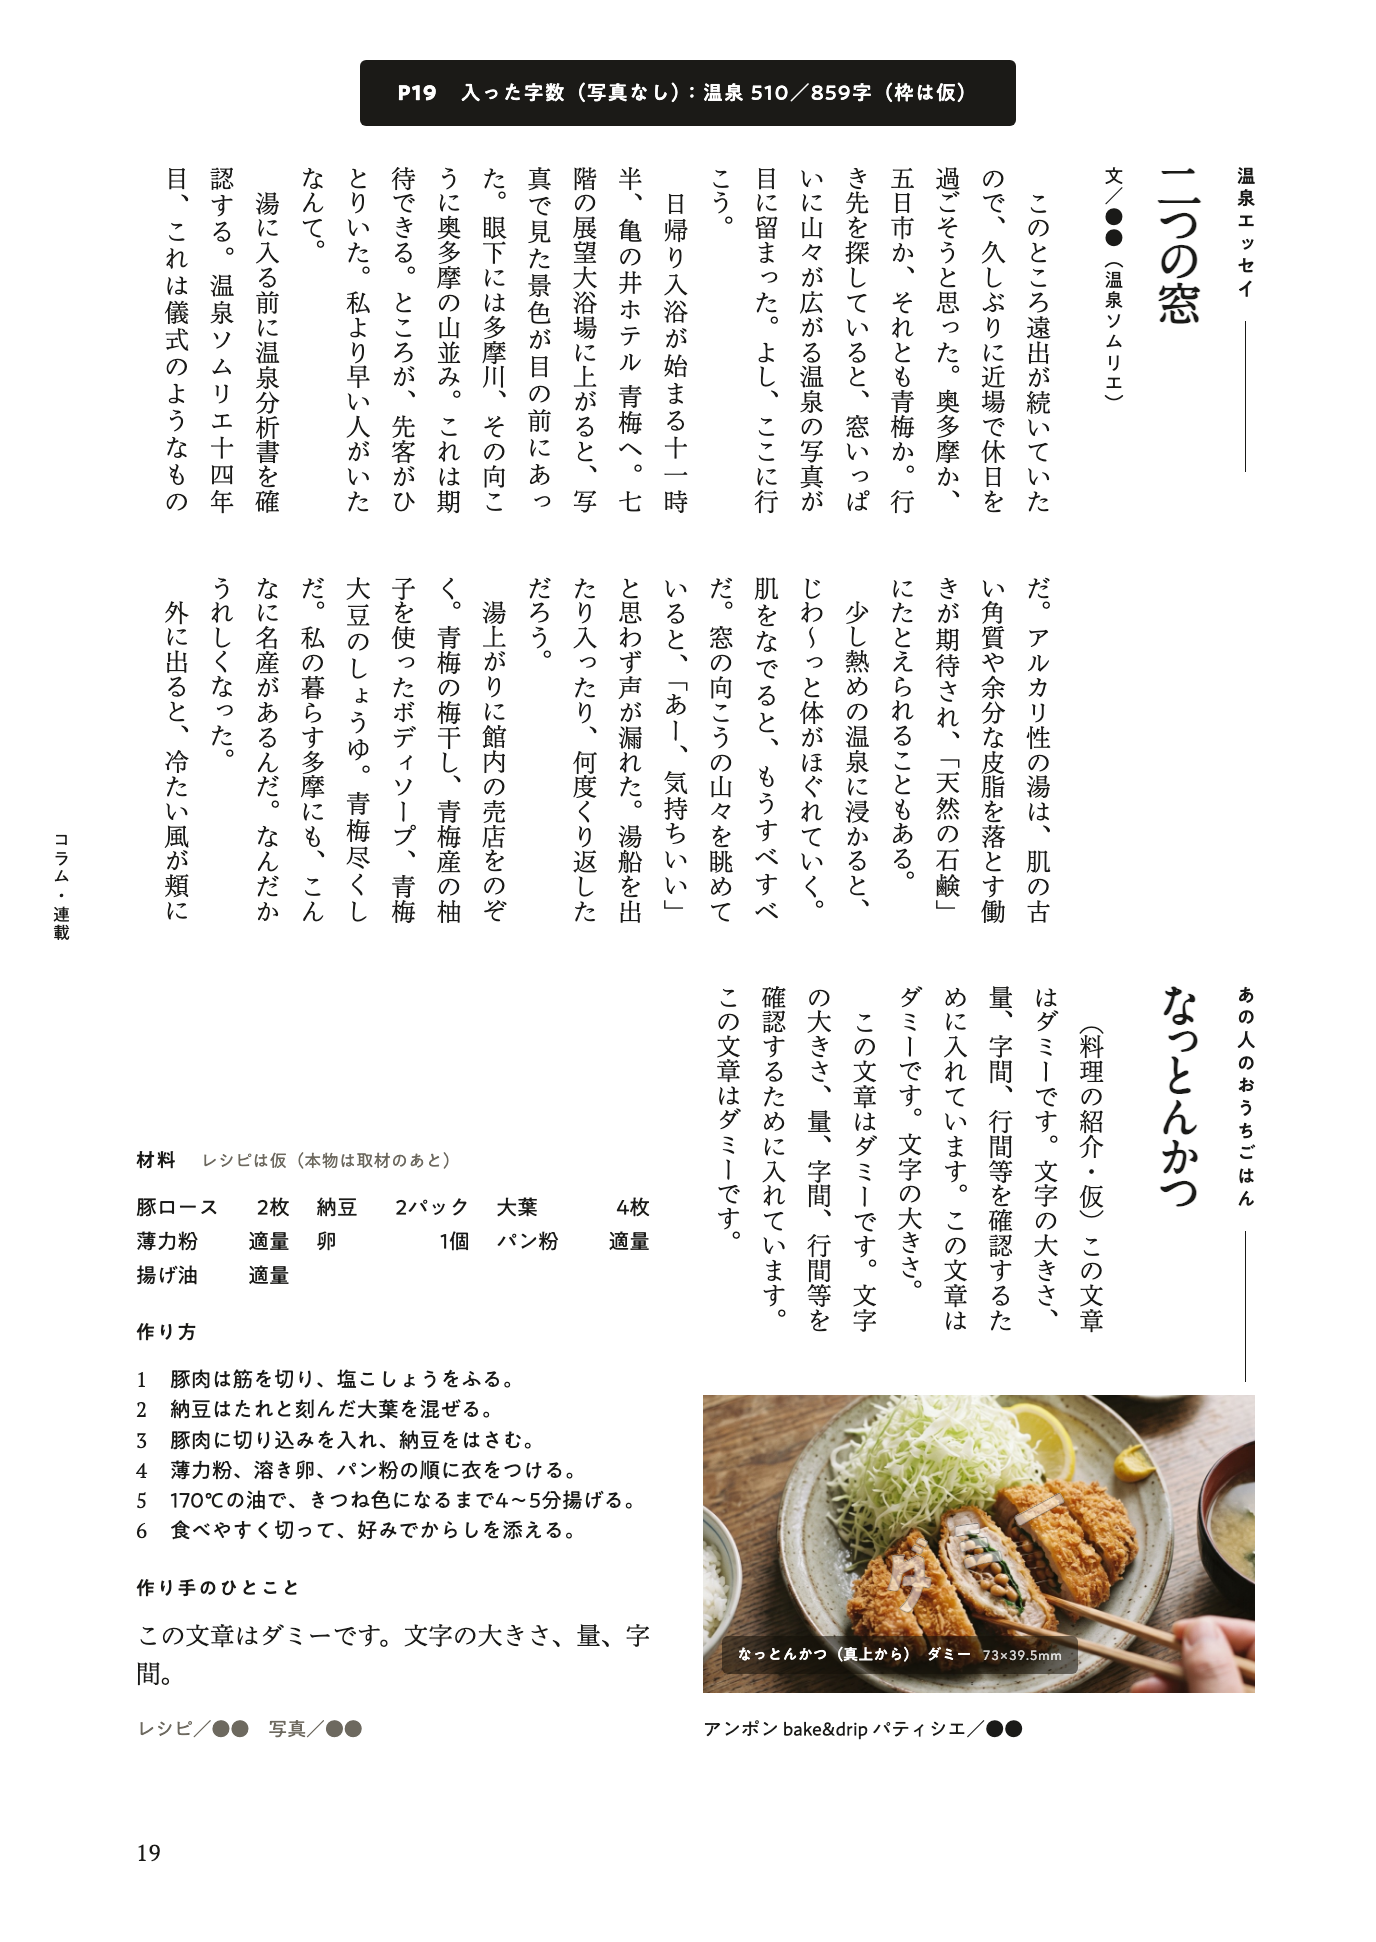 P19　入った字数（写真なし）：温泉 510／859字（枠は仮）
温泉エッセイ
二つの窓
文／●●（温泉ソムリエ）
このところ遠出が続いていた
ので、久しぶりに近場で休日を
過ごそうと思った。奥多摩か、
五日市か、それとも青梅か。行
き先を探していると、窓いっぱ
いに山々が広がる温泉の写真が
目に留まった。よし、ここに行
こう。
日帰り入浴が始まる十一時
半、亀の井ホテル 青梅へ。七
階の展望大浴場に上がると、写
真で見た景色が目の前にあっ
た。眼下には多摩川、その向こ
うに奥多摩の山並み。これは期
待できる。ところが、先客がひ
とりいた。私より早い人がいた
なんて。
湯に入る前に温泉分析書を確
認する。温泉ソムリエ十四年
目、これは儀式のようなもの
だ。アルカリ性の湯は、肌の古
い角質や余分な皮脂を落とす働
きが期待され、「天然の石鹸」
にたとえられることもある。
少し熱めの温泉に浸かると、
じわ〜っと体がほぐれていく。
肌をなでると、もうすべすべ
だ。窓の向こうの山々を眺めて
いると、「あー、気持ちいい」
と思わず声が漏れた。湯船を出
たり入ったり、何度くり返した
だろう。
湯上がりに館内の売店をのぞ
く。青梅の梅干し、青梅産の柚
子を使ったボディソープ、青梅
大豆のしょうゆ。青梅尽くし
だ。私の暮らす多摩にも、こん
なに名産があるんだ。なんだか
うれしくなった。
外に出ると、冷たい風が頬に
コラム・連載
あの人のおうちごはん
なっとんかつ
（料理の紹介・仮）この文章
はダミーです。文字の大きさ、
量、字間、行間等を確認するた
めに入れています。この文章は
ダミーです。文字の大きさ。
この文章はダミーです。文字
の大きさ、量、字間、行間等を
確認するために入れています。
この文章はダミーです。
ダミー
なっとんかつ（真上から）　ダミー　73×39.5mm
アンポン bake&drip パティシエ／●●
材料　レシピは仮（本物は取材のあと）
豚ロース　2枚　納豆　2パック　大葉　4枚
薄力粉　適量　卵　1個　パン粉　適量
揚げ油　適量
作り方
1　豚肉は筋を切り、塩こしょうをふる。
2　納豆はたれと刻んだ大葉を混ぜる。
3　豚肉に切り込みを入れ、納豆をはさむ。
4　薄力粉、溶き卵、パン粉の順に衣をつける。
5　170℃の油で、きつね色になるまで4〜5分揚げる。
6　食べやすく切って、好みでからしを添える。
作り手のひとこと
この文章はダミーです。文字の大きさ、量、字
間。
レシピ／●●　写真／●●
19